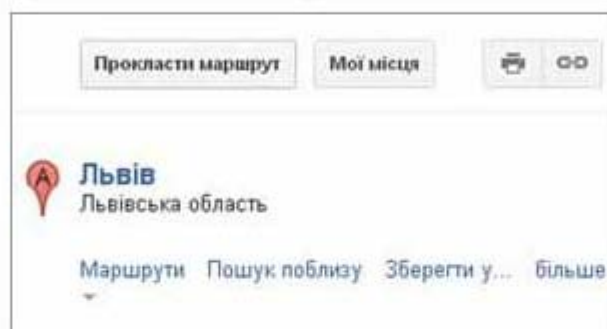 Прокласти маршрут Мої місця
A Львів
Львівська область
Маршрути Пошук поблизу Зберегти у... більше